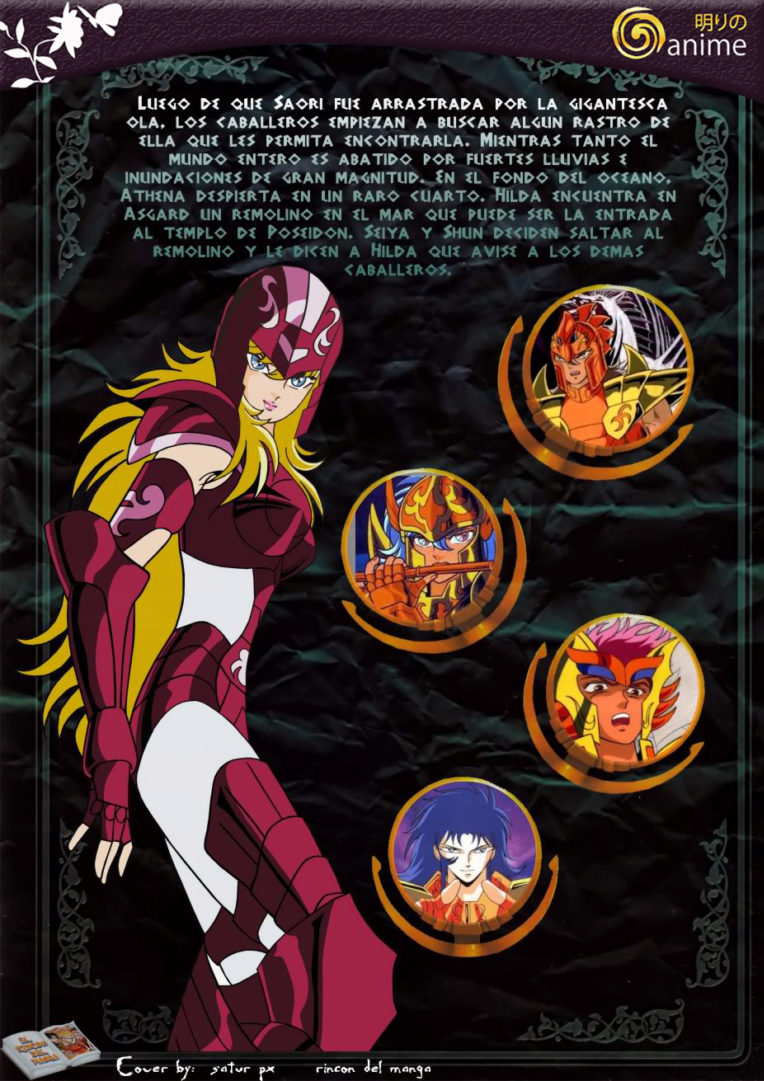 明りの
anime
Luego de que Saori fue arrastrada por la gigantesca
ola, los caballeros empiezan a buscar algun rastro de
ella que les permita encontrarla. Mientras tanto el
mundo entero es abatido por fuertes lluvias e
inundaciones de gran magnitud. En el fondo del oceano,
Athena despierta en un raro cuarto. Hilda encuentra en
Asgard un remolino en el mar que puede ser la entrada
al templo de Poseidon. Seiya y Shun deciden saltar al
remolino y le dicen a Hilda que avise a los demas
caballeros.
El
Rincon
del
Manga
Cover by: satur px rincon del manga